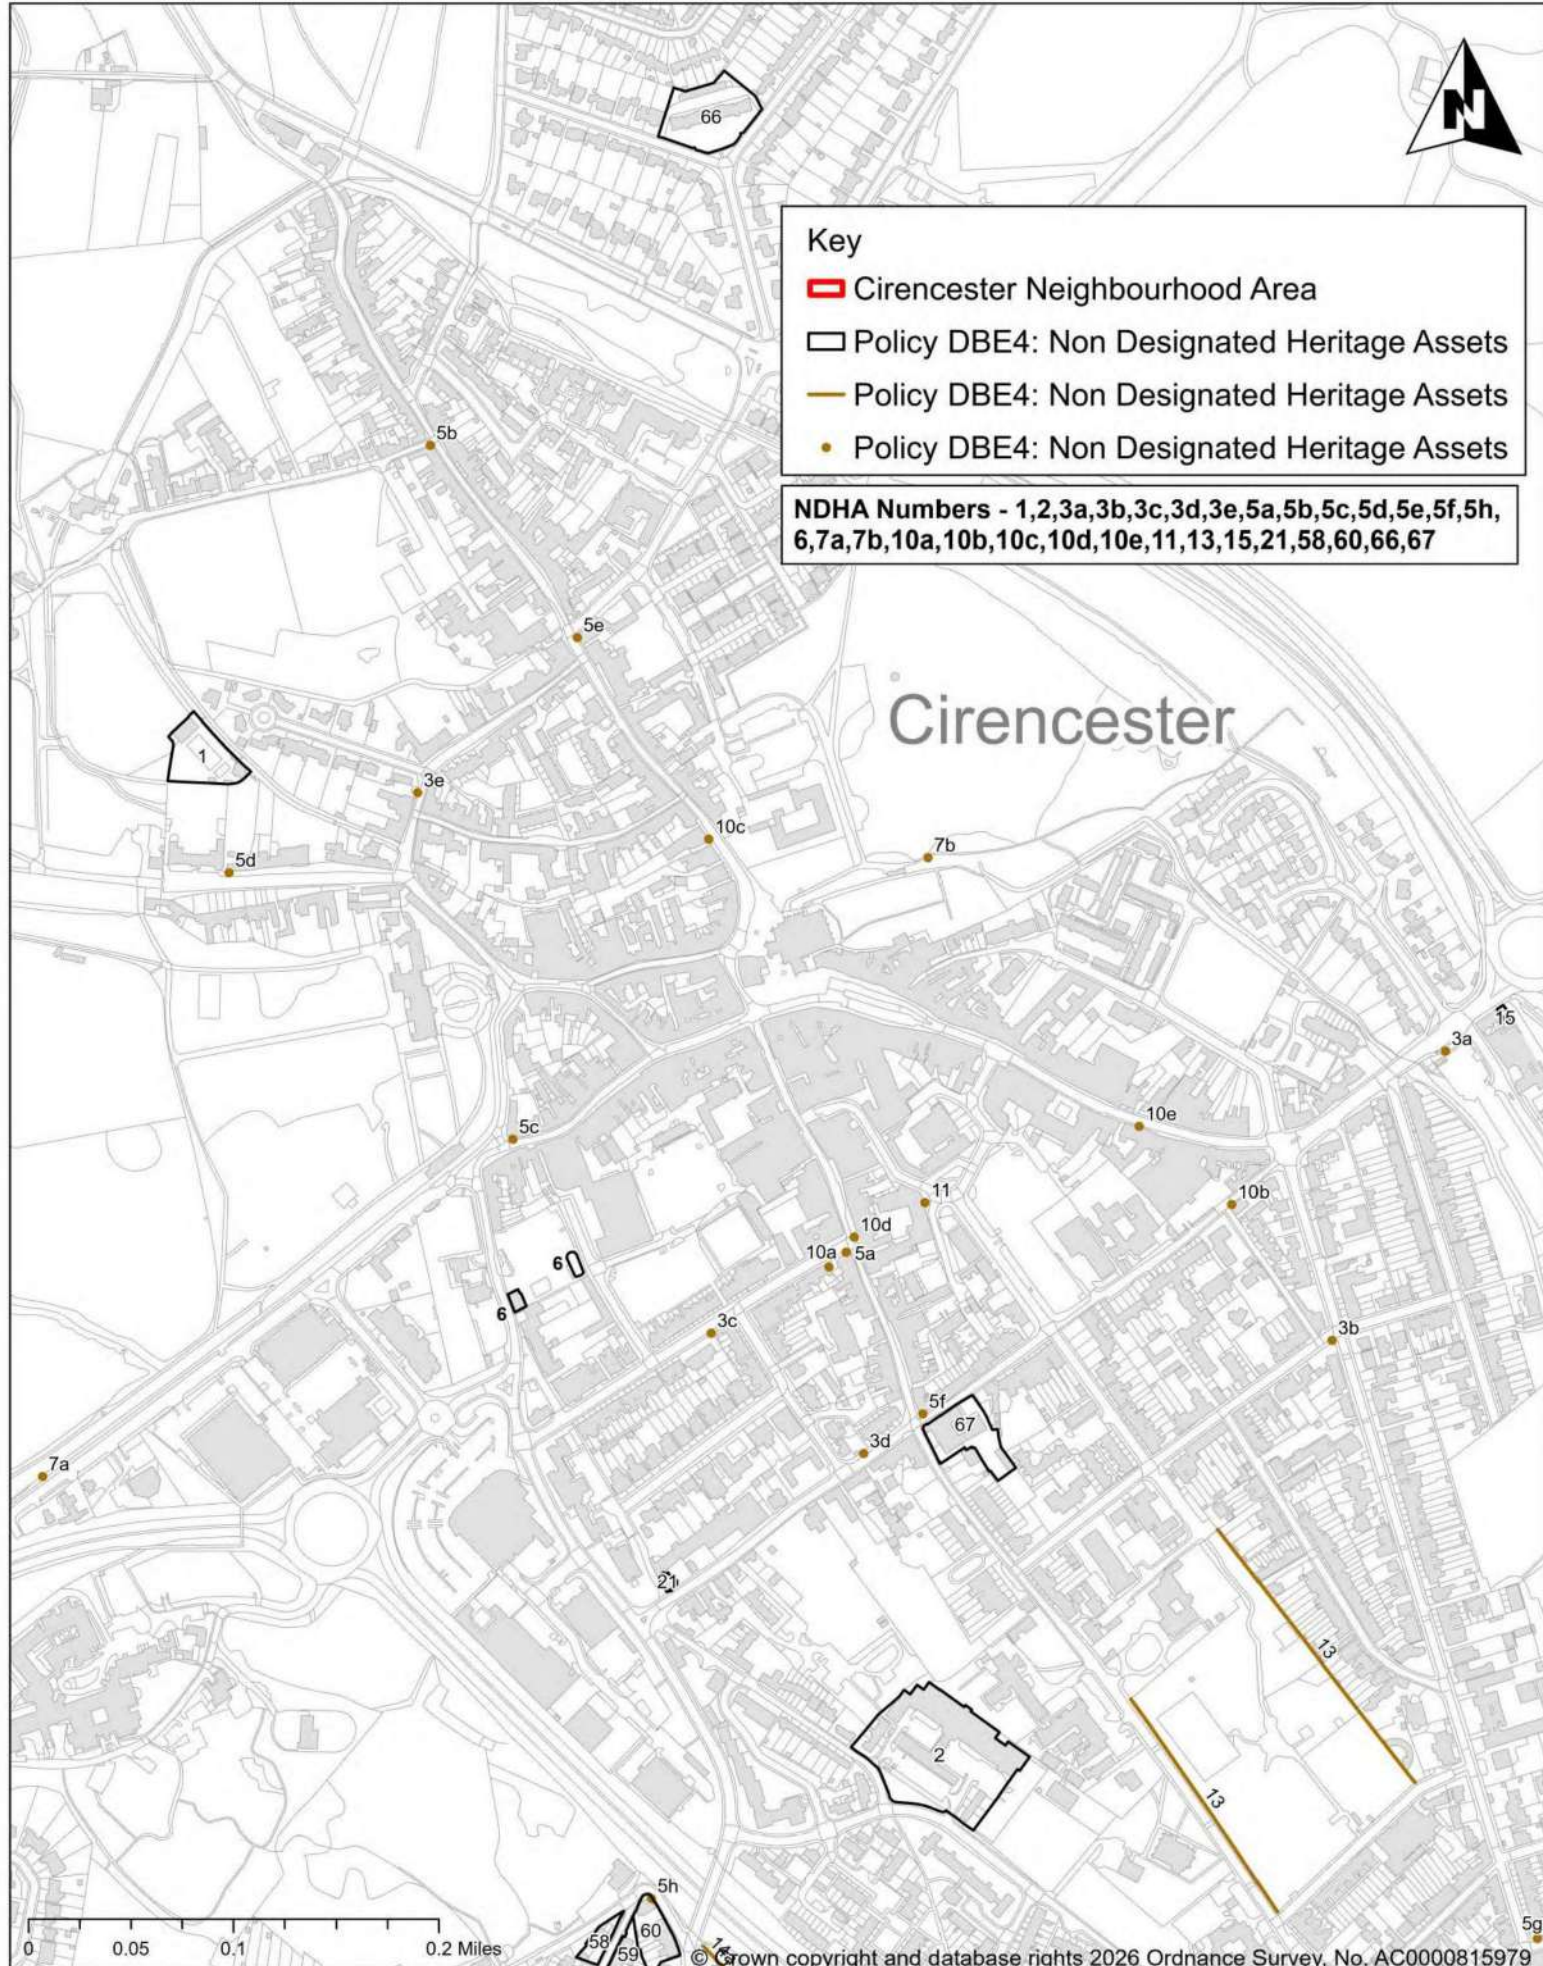 66
N
Key
Cirencester Neighbourhood Area
Policy DBE4: Non Designated Heritage Assets
Policy DBE4: Non Designated Heritage Assets
Policy DBE4: Non Designated Heritage Assets
NDHA Numbers - 1,2,3a,3b,3c,3d,3e,5a,5b,5c,5d,5e,5f,5h,
6,7a,7b,10a,10b,10c,10d,10e,11,13,15,21,58,60,66,67
5b
5e
Cirencester
1
3e
10c
7b
5d
15
3a
5c
10e
11
10b
10d
5a
10a
6
6
3c
3b
5f
67
3d
7a
21
13
2
13
5h
60
58
59
5g
0 0.05 0.1 0.2 Miles
© Crown copyright and database rights 2026 Ordnance Survey, No. AC0000815979